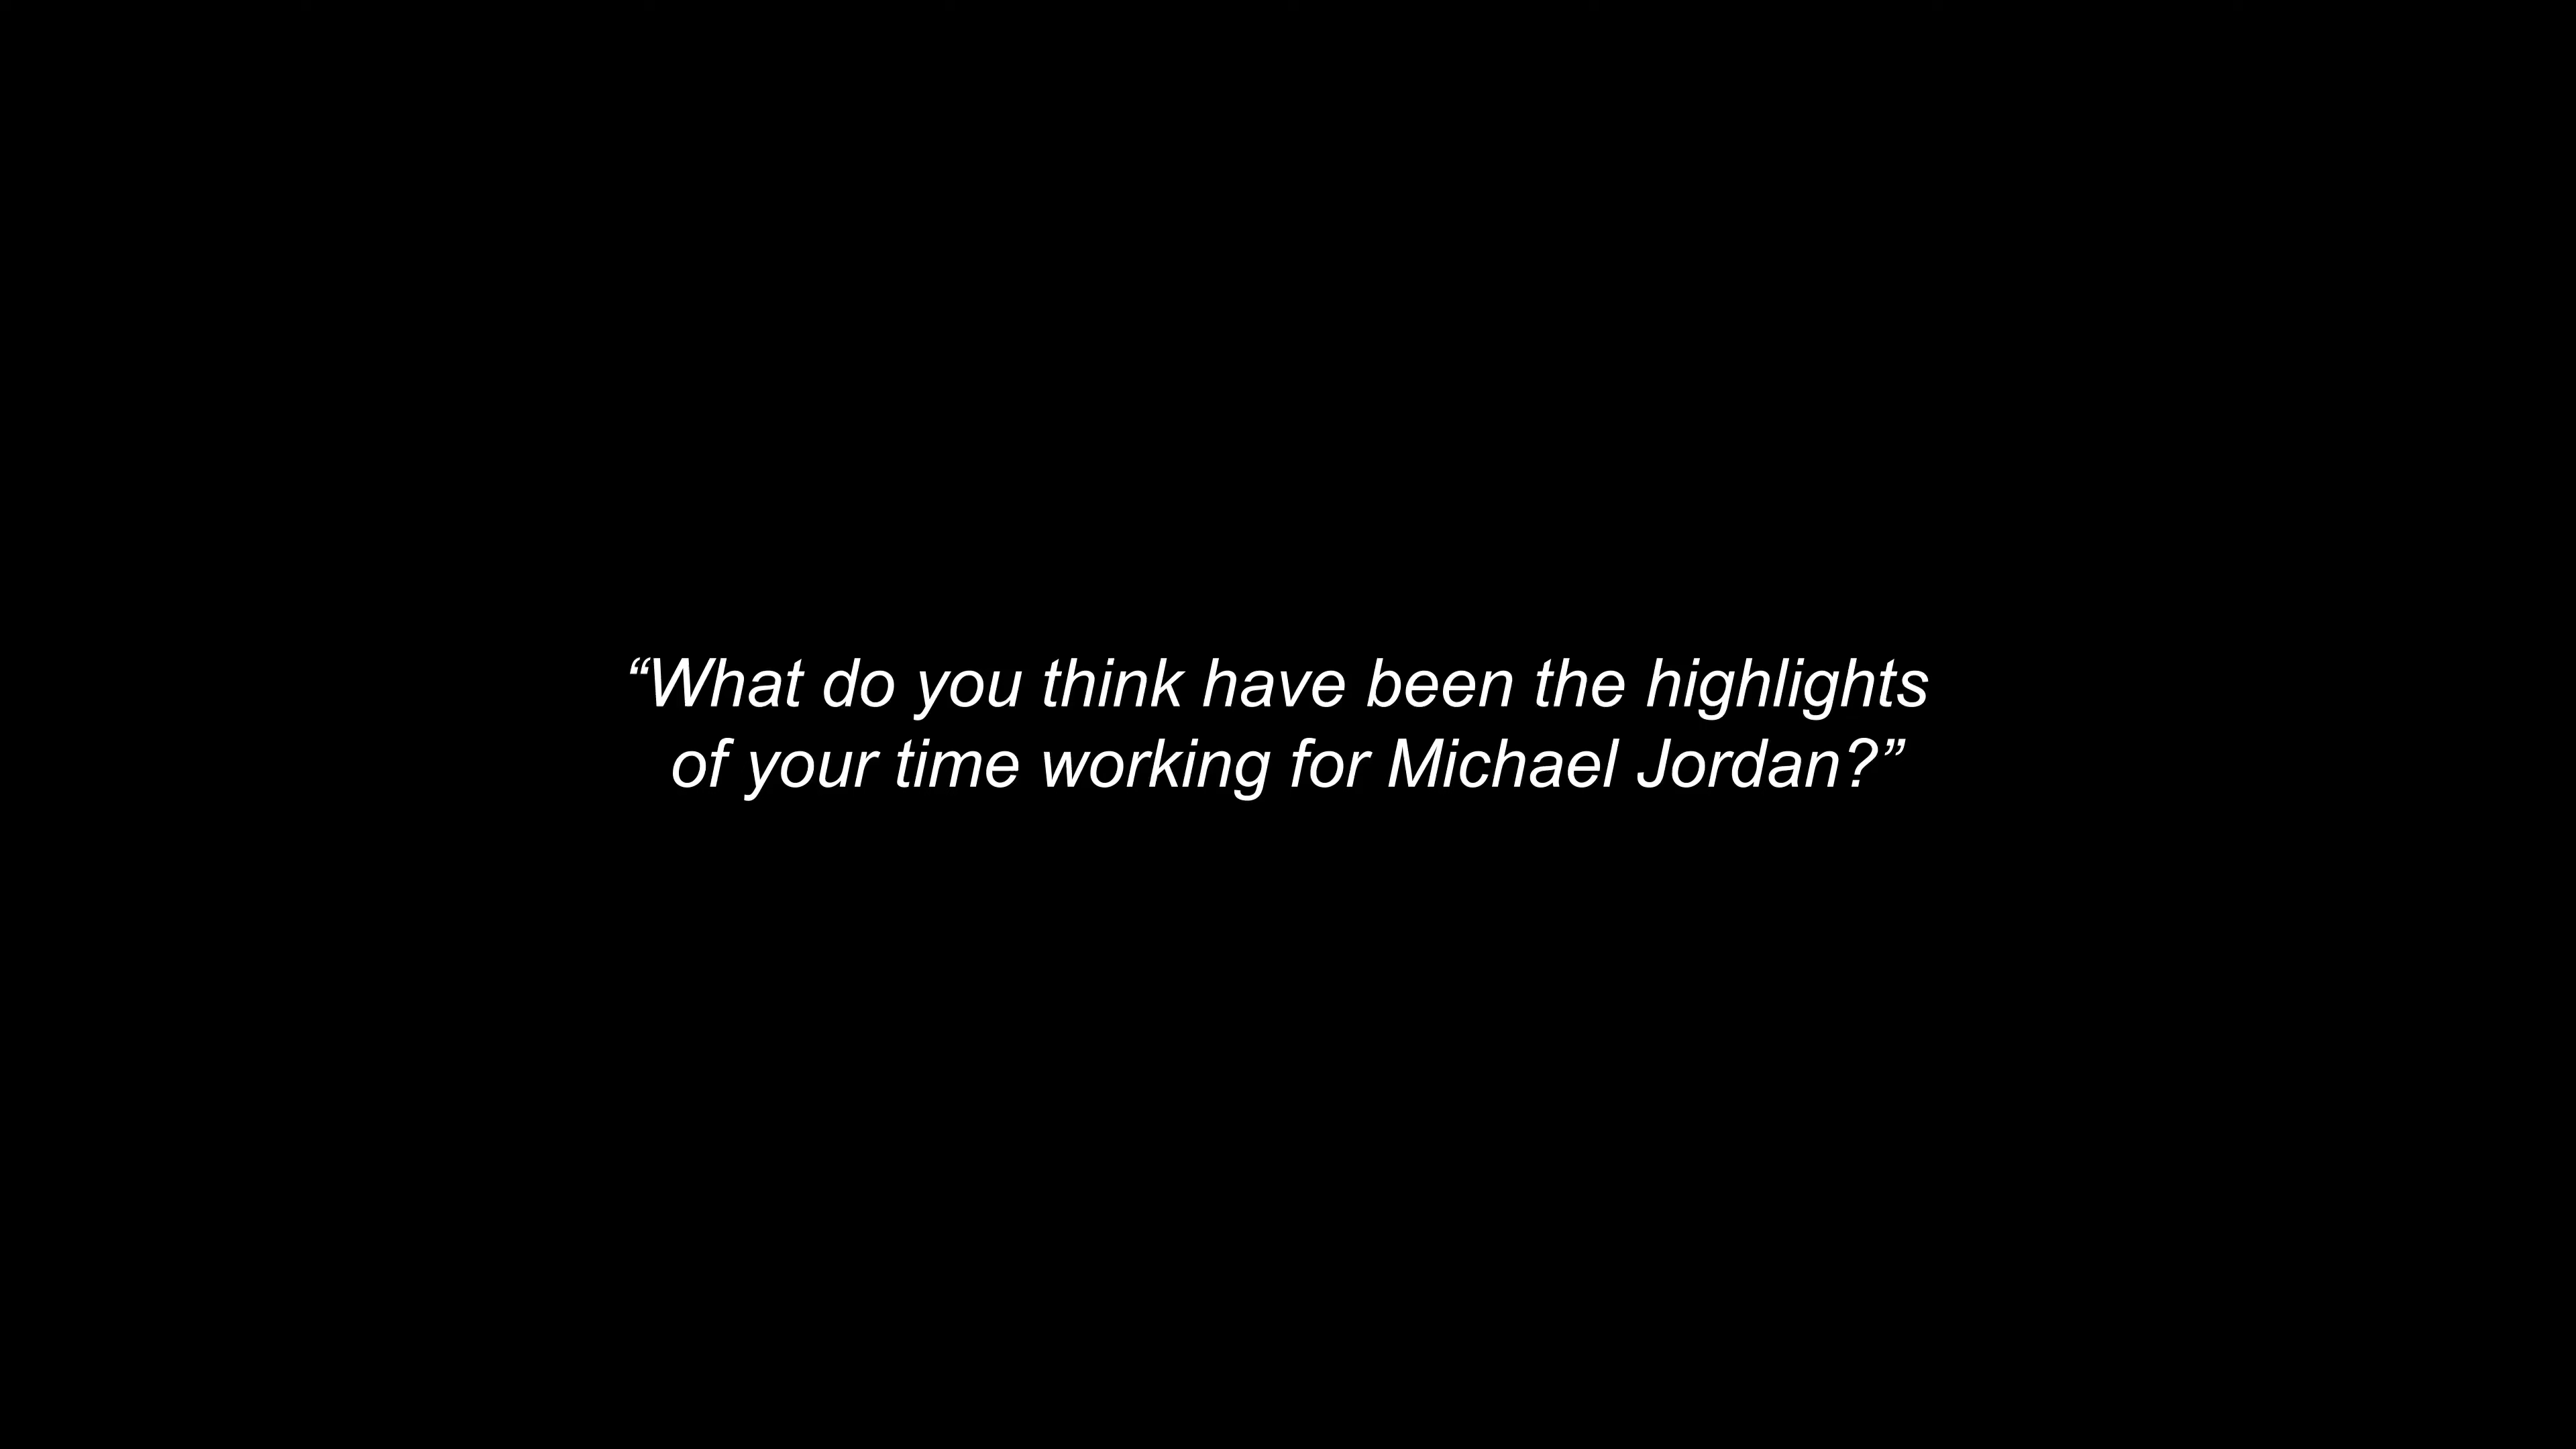 “What do you think have been the highlights
of your time working for Michael Jordan?”